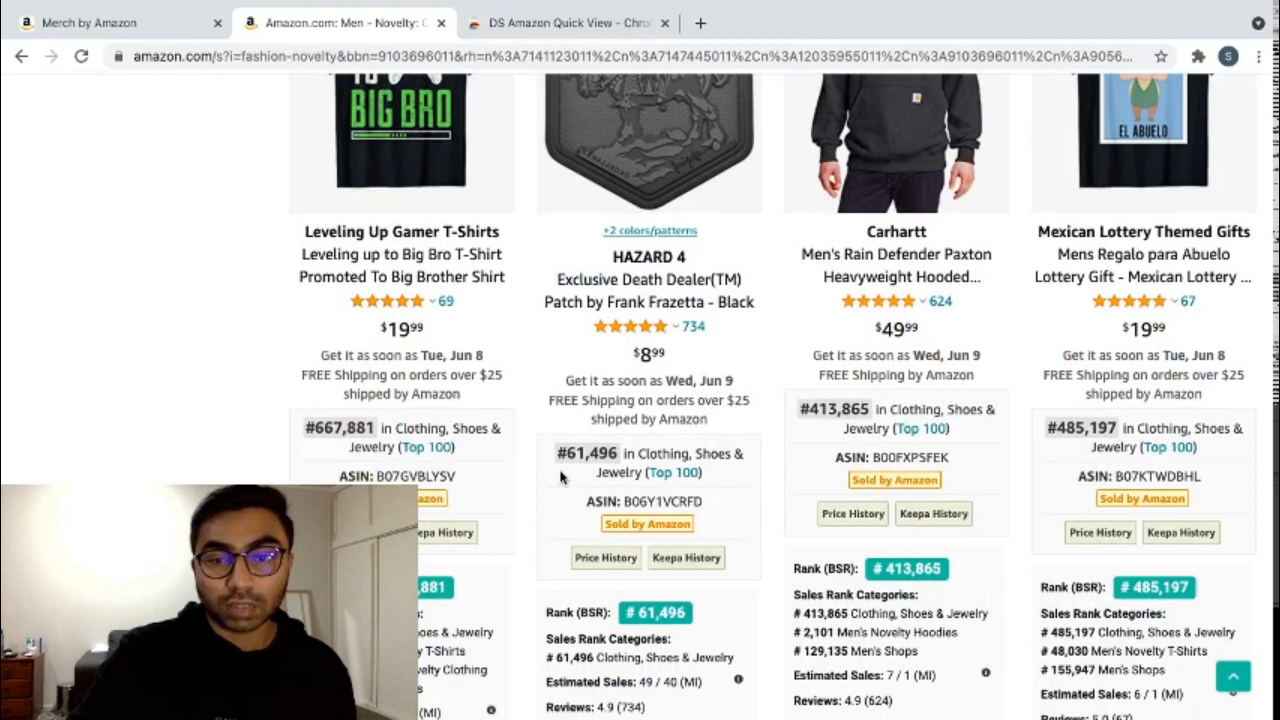 Merch by Amazon
Amazon.com: Men - Novelty: C
DS Amazon Quick View - Chro
amazon.com/s?i=fashion-novelty&bbn=9103696011&rh=n%3A7141123011%2Cn%3A7147445011%2Cn%3A12035955011%2Cn%3A9103696011%2Cn%3A9056...
S
BIG BRO
EL ABUELO
Leveling Up Gamer T-Shirts
Leveling up to Big Bro T-Shirt
Promoted To Big Brother Shirt
69
$19.99
Get it as soon as Tue, Jun 8
FREE Shipping on orders over $25
shipped by Amazon
#667,881 in Clothing, Shoes &
Jewelry (Top 100)
ASIN: B07GVBLYSV
azon
eepa History
,881
oes & Jewelry
y T-Shirts
velty Clothing
s
(MI)
+2 colors/patterns
HAZARD 4
Exclusive Death Dealer(TM)
Patch by Frank Frazetta - Black
734
$8.99
Get it as soon as Wed, Jun 9
FREE Shipping on orders over $25
shipped by Amazon
#61,496 in Clothing, Shoes &
Jewelry (Top 100)
ASIN: B06Y1VCRFD
Sold by Amazon
Price History Keepa History
Rank (BSR): # 61,496
Sales Rank Categories:
# 61,496 Clothing, Shoes & Jewelry
Estimated Sales: 49 / 40 (MI)
Reviews: 4.9 (734)
Carhartt
Men's Rain Defender Paxton
Heavyweight Hooded...
624
$49.99
Get it as soon as Wed, Jun 9
FREE Shipping by Amazon
#413,865 in Clothing, Shoes &
Jewelry (Top 100)
ASIN: B00FXPSFEK
Sold by Amazon
Price History Keepa History
Rank (BSR): # 413,865
Sales Rank Categories:
# 413,865 Clothing, Shoes & Jewelry
# 2,101 Men's Novelty Hoodies
# 129,135 Men's Shops
Estimated Sales: 7 / 1 (MI)
Reviews: 4.9 (624)
Mexican Lottery Themed Gifts
Mens Regalo para Abuelo
Lottery Gift - Mexican Lottery ...
67
$19.99
Get it as soon as Tue, Jun 8
FREE Shipping on orders over $25
shipped by Amazon
#485,197 in Clothing, Shoes &
Jewelry (Top 100)
ASIN: B07KTWDBHL
Sold by Amazon
Price History Keepa History
Rank (BSR): # 485,197
Sales Rank Categories:
# 485,197 Clothing, Shoes & Jewelry
# 48,030 Men's Novelty T-Shirts
# 155,947 Men's Shops
Estimated Sales: 6 / 1 (MI)
Reviews: 5.0 (67)